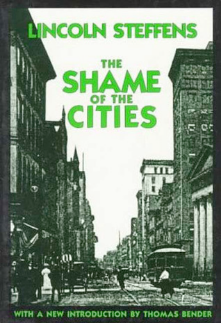 LINCOLN STEFFENS
THE
SHAME
OF THE
CITIES
WITH A NEW INTRODUCTION BY THOMAS BENDER